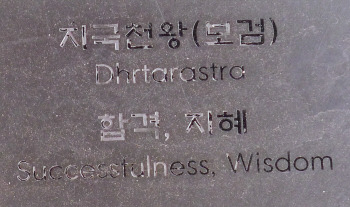 지국천왕(보검)
Dhrtarastra
합격, 지혜
Successfulness, Wisdom